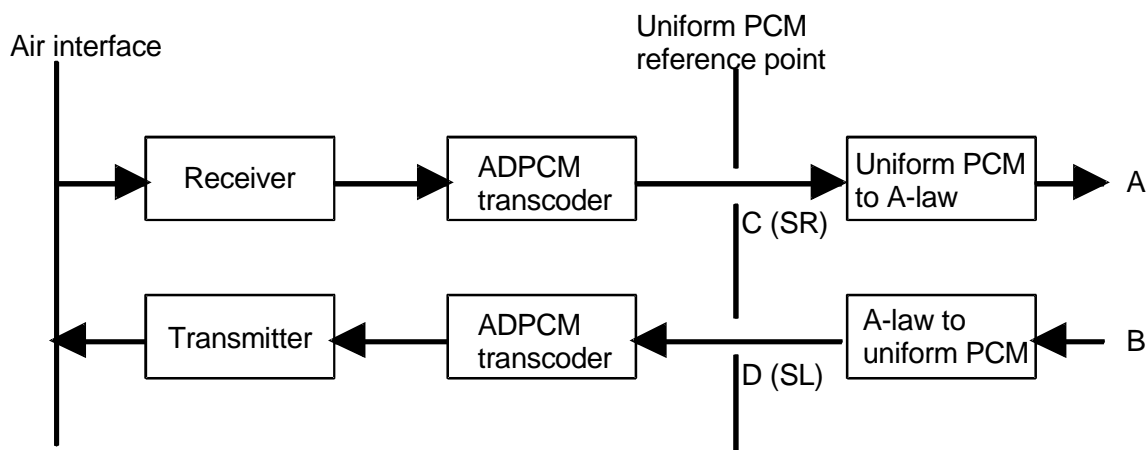 Air interface
Uniform PCM
reference point
Receiver
ADPCM
transcoder
Uniform PCM
to A-law
A
C (SR)
Transmitter
ADPCM
transcoder
A-law to
uniform PCM
B
D (SL)